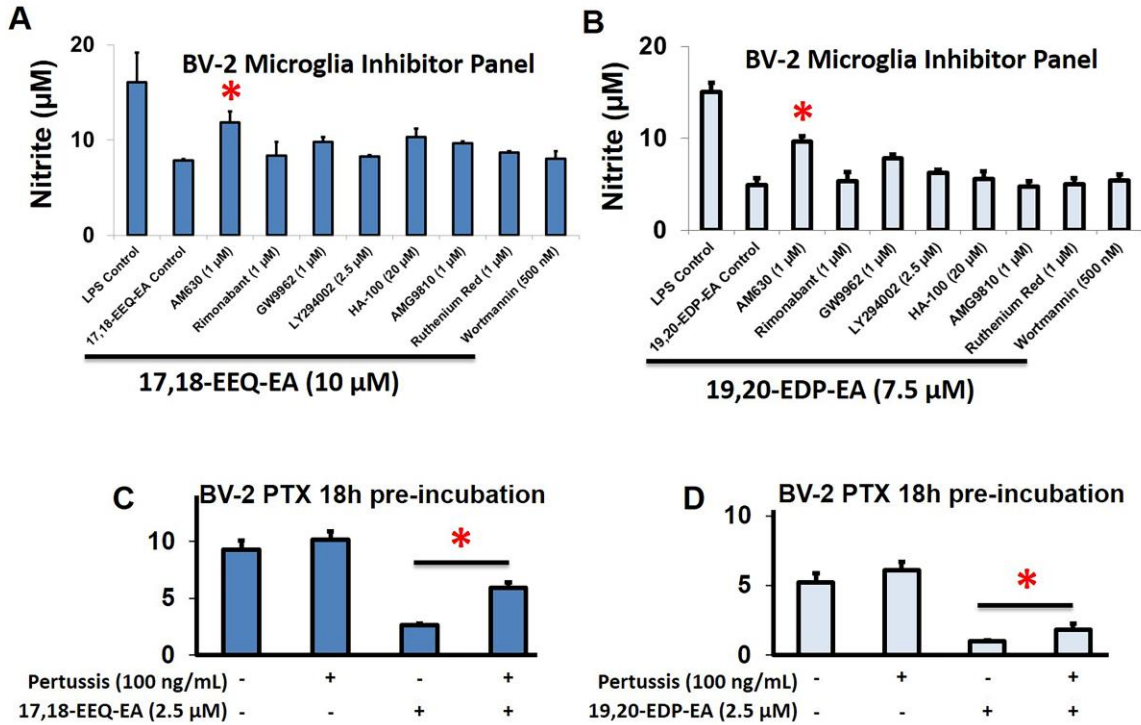 A
20
10
0
Nitrite (µM)
BV-2 Microglia Inhibitor Panel
*
LPS Control
17,18-EEQ-EA Control
AM630 (1 µM)
Rimonabant (1 µM)
GW9962 (1 µM)
LY294002 (2.5 µM)
HA-100 (20 µM)
AMG9810 (1 µM)
Ruthenium Red (1 µM)
Wortmannin (500 nM)
17,18-EEQ-EA (10 µM)
B
20
10
0
Nitrite (µM)
BV-2 Microglia Inhibitor Panel
*
LPS Control
19,20-EDP-EA Control
AM630 (1 µM)
Rimonabant (1 µM)
GW9962 (1 µM)
LY294002 (2.5 µM)
HA-100 (20 µM)
AMG9810 (1 µM)
Ruthenium Red (1 µM)
Wortmannin (500 nM)
19,20-EDP-EA (7.5 µM)
C
BV-2 PTX 18h pre-incubation
10
5
0
*
Pertussis (100 ng/mL) - + - +
17,18-EEQ-EA (2.5 µM) - - + +
D
BV-2 PTX 18h pre-incubation
10
5
0
*
Pertussis (100 ng/mL) - + - +
19,20-EDP-EA (2.5 µM) - - + +